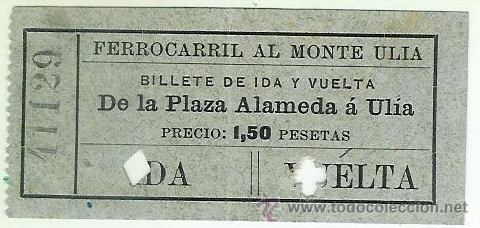 41129
FERROCARRIL AL MONTE ULIA
BILLETE DE IDA Y VUELTA
De la Plaza Alameda á Ulía
PRECIO: 1,50 PESETAS
IDA VUELTA
www.todocoleccion.net